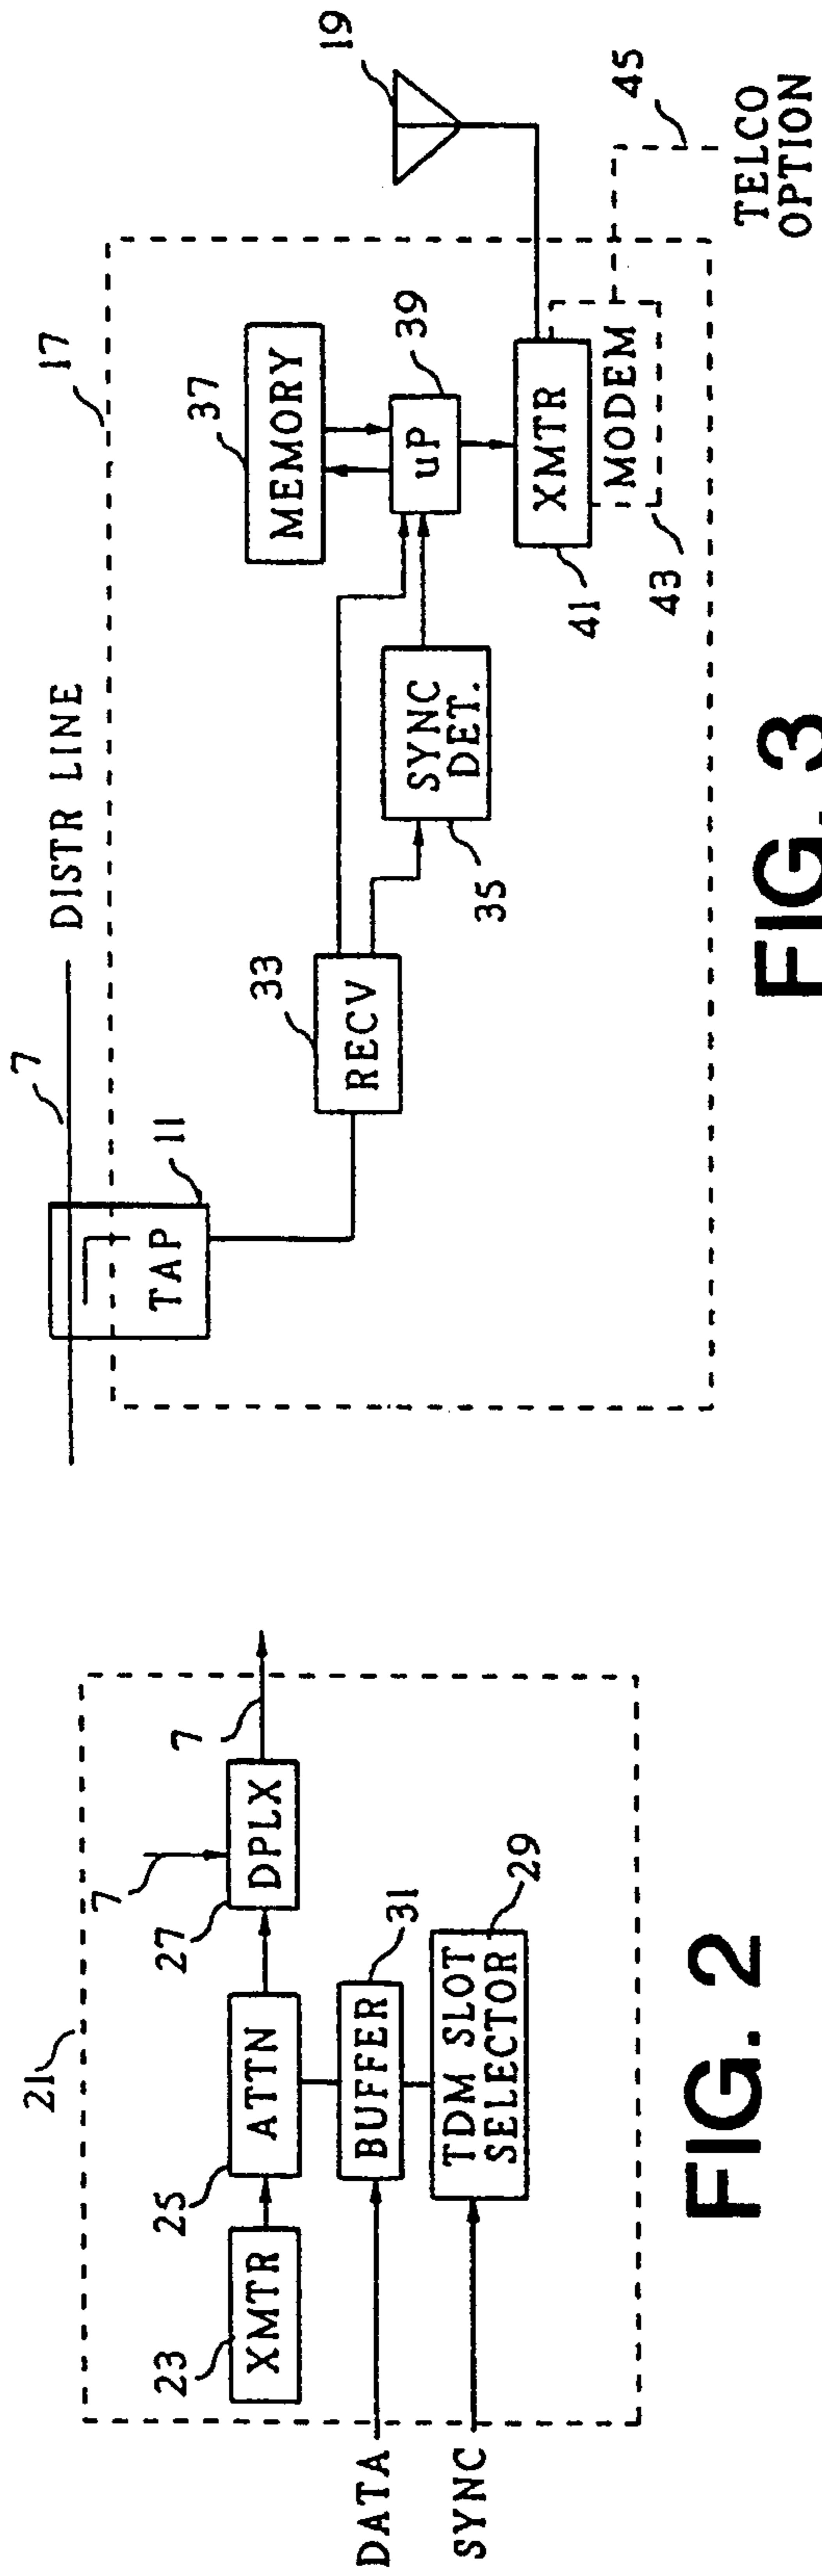 21
7
7
27
DPLX
25
ATTN
23
XMTR
31
BUFFER
29
TDM SLOT
SELECTOR
DATA
SYNC
FIG. 2
7
DISTR LINE
17
11
TAP
33
RECV
35
SYNC
DET.
37
MEMORY
39
uP
41
XMTR
MODEM
43
19
45
TELCO
OPTION
FIG. 3